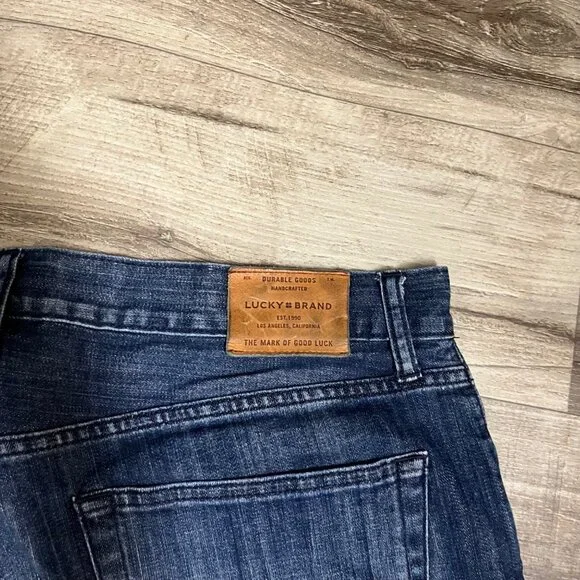 DURABLE GOODS
HANDCRAFTED
LUCKY BRAND
EST. 1990
LOS ANGELES, CALIFORNIA
THE MARK OF GOOD LUCK